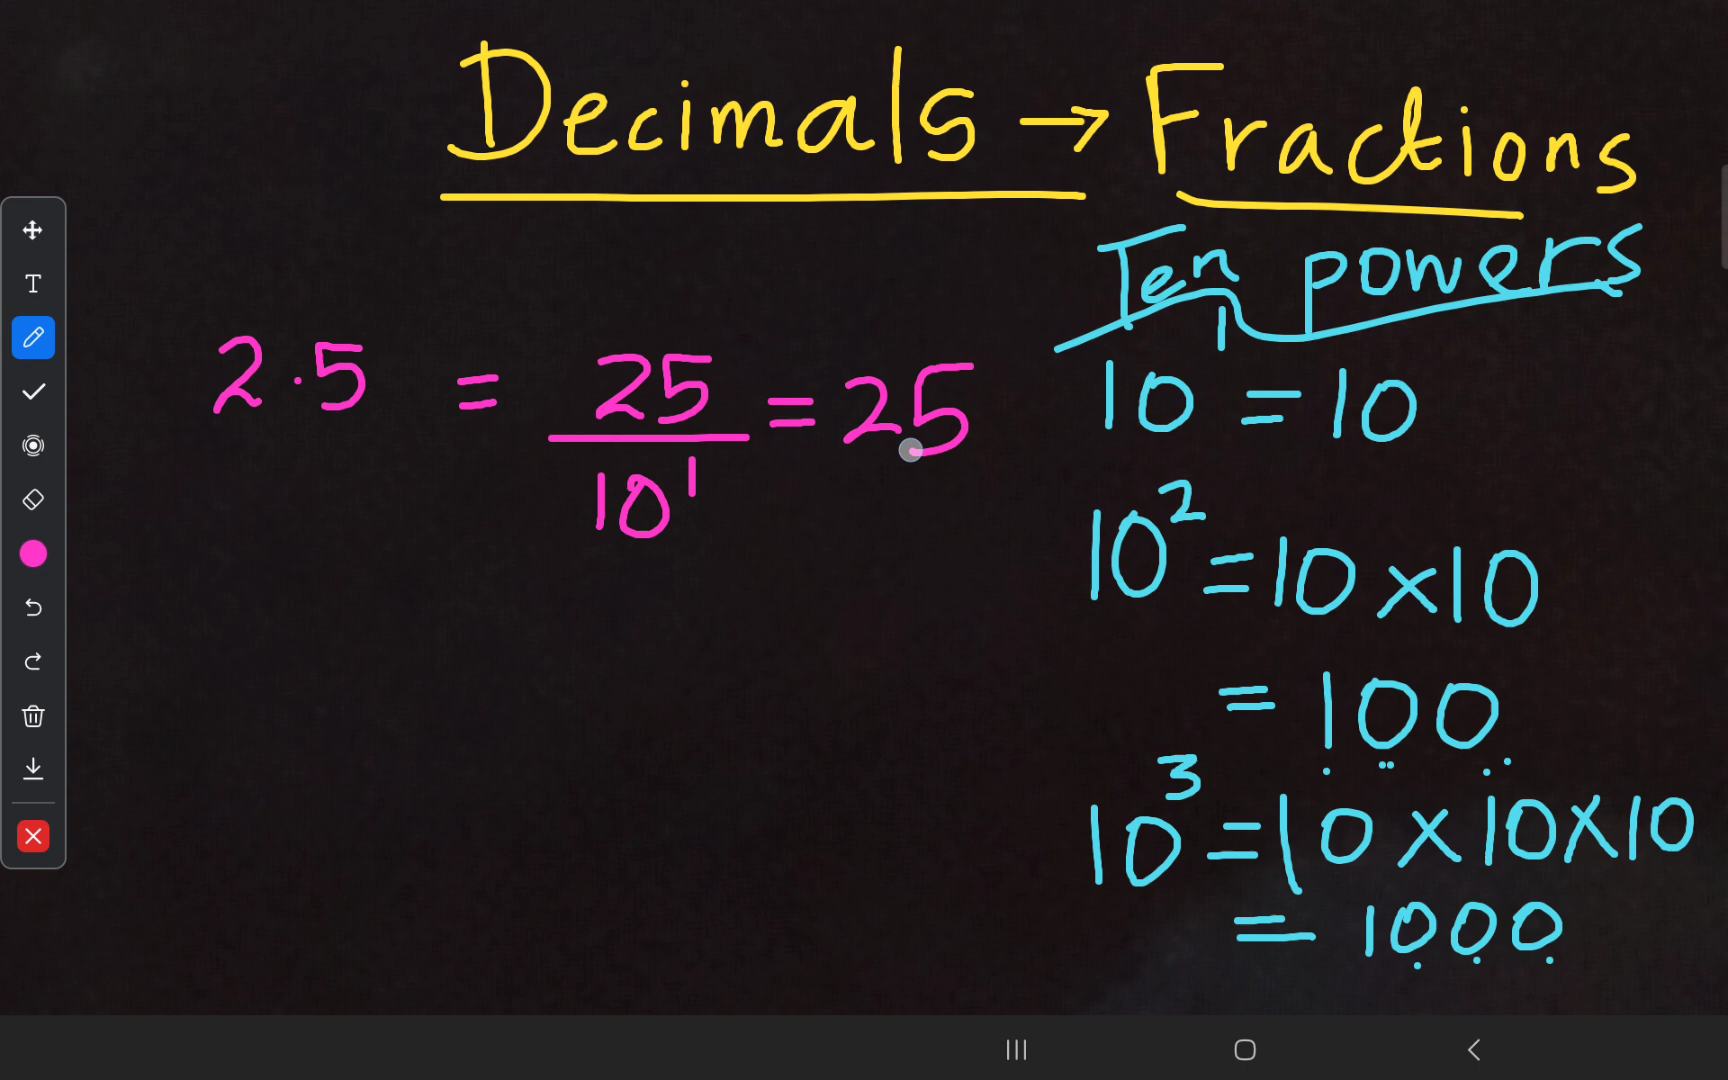 Decimals → Fractions
Ten powers
2.5 = 25/10¹ = 25
10¹ = 10
10² = 10 × 10
= 100
10³ = 10 × 10 × 10
= 1000
T